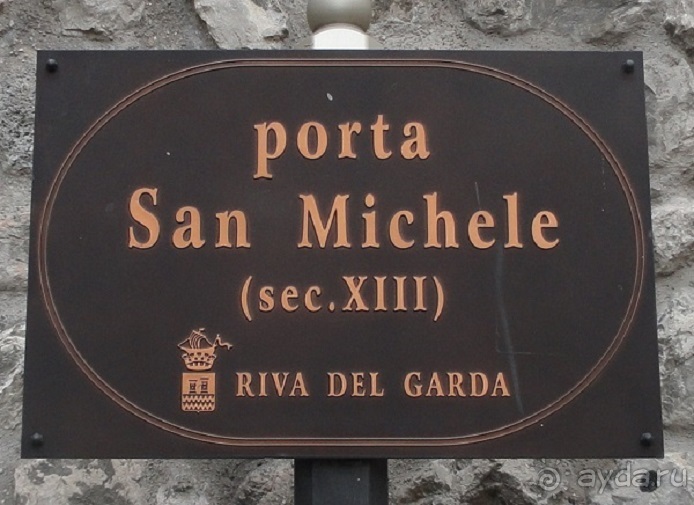 porta
San Michele
(sec.XIII)
RIVA DEL GARDA
© ayda.ru